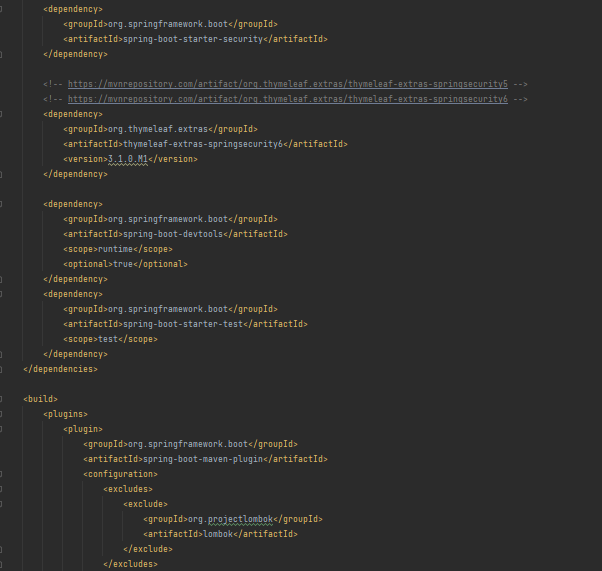 <dependency>
<groupId>org.springframework.boot</groupId>
<artifactId>spring-boot-starter-security</artifactId>
</dependency>
<!-- https://mvnrepository.com/artifact/org.thymeleaf.extras/thymeleaf-extras-springsecurity5 -->
<!-- https://mvnrepository.com/artifact/org.thymeleaf.extras/thymeleaf-extras-springsecurity6 -->
<dependency>
<groupId>org.thymeleaf.extras</groupId>
<artifactId>thymeleaf-extras-springsecurity6</artifactId>
<version>3.1.0.M1</version>
</dependency>
<dependency>
<groupId>org.springframework.boot</groupId>
<artifactId>spring-boot-devtools</artifactId>
<scope>runtime</scope>
<optional>true</optional>
</dependency>
<dependency>
<groupId>org.springframework.boot</groupId>
<artifactId>spring-boot-starter-test</artifactId>
<scope>test</scope>
</dependency>
</dependencies>
<build>
<plugins>
<plugin>
<groupId>org.springframework.boot</groupId>
<artifactId>spring-boot-maven-plugin</artifactId>
<configuration>
<excludes>
<exclude>
<groupId>org.projectlombok</groupId>
<artifactId>lombok</artifactId>
</exclude>
</excludes>